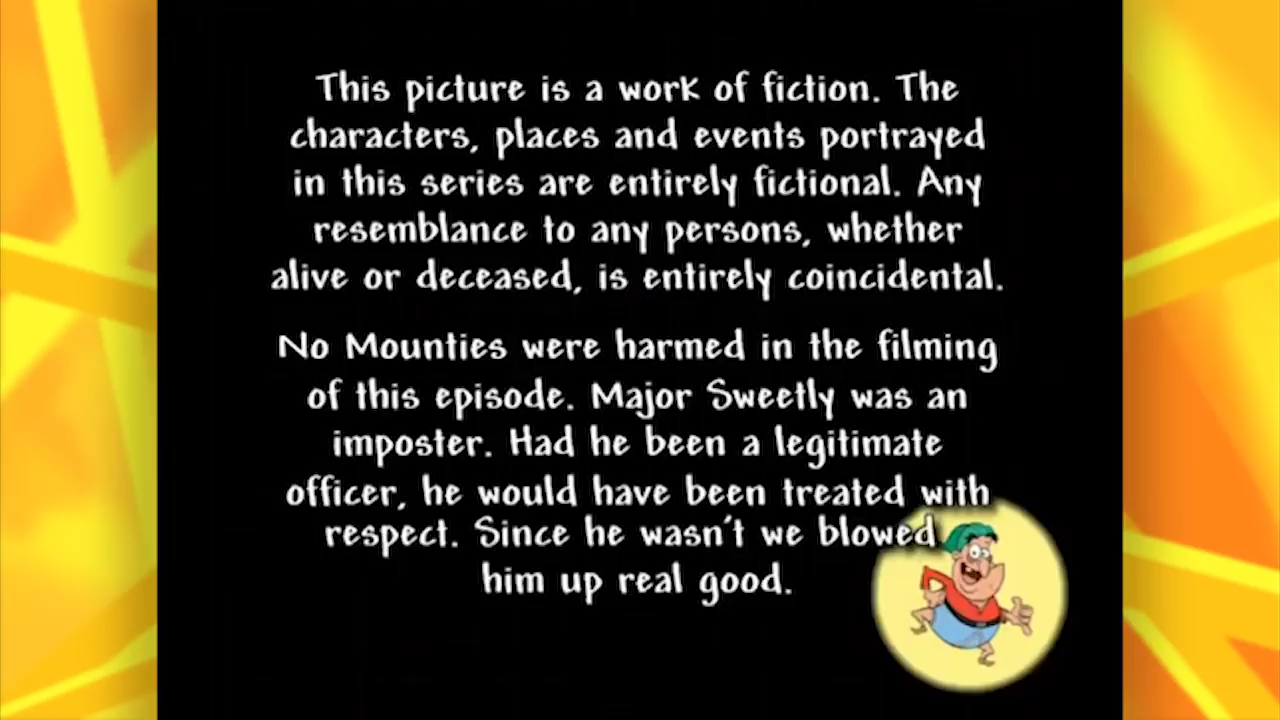 This picture is a work of fiction. The
characters, places and events portrayed
in this series are entirely fictional. Any
resemblance to any persons, whether
alive or deceased, is entirely coincidental.
No Mounties were harmed in the filming
of this episode. Major Sweetly was an
imposter. Had he been a legitimate
officer, he would have been treated with
respect. Since he wasn't we blowed
him up real good.